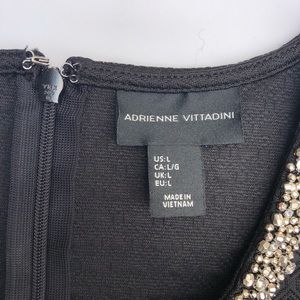 ADRIENNE VITTADINI
US:L
CA:L/G
UK:L
EU:L
MADE IN
VIETNAM